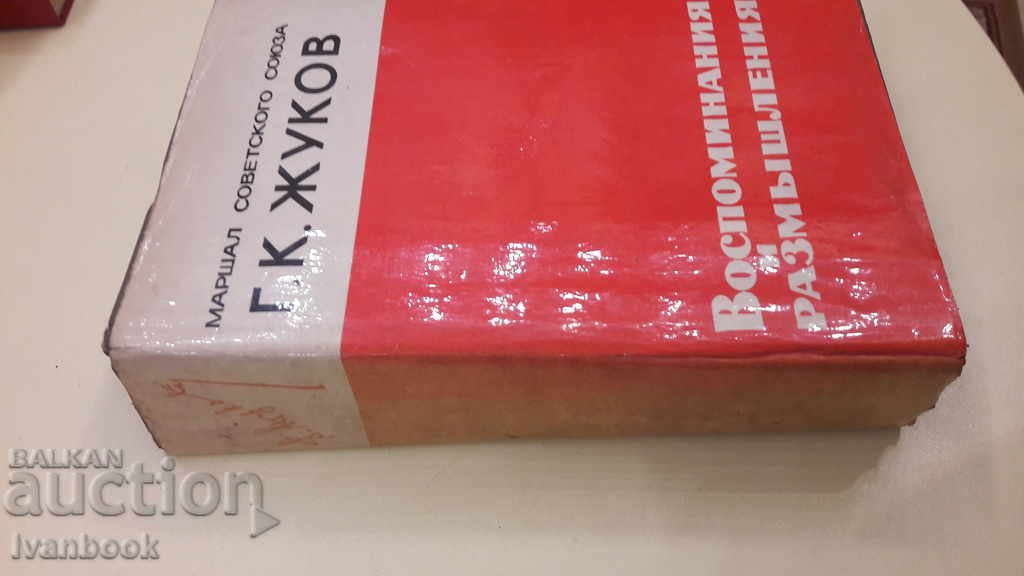 МАРШАЛ СОВЕТСКОГО СОЮЗА
Г. К. ЖУКОВ
ВОСПОМИНАНИЯ
И
РАЗМЫШЛЕНИЯ
BALKAN
auction
Ivanbook